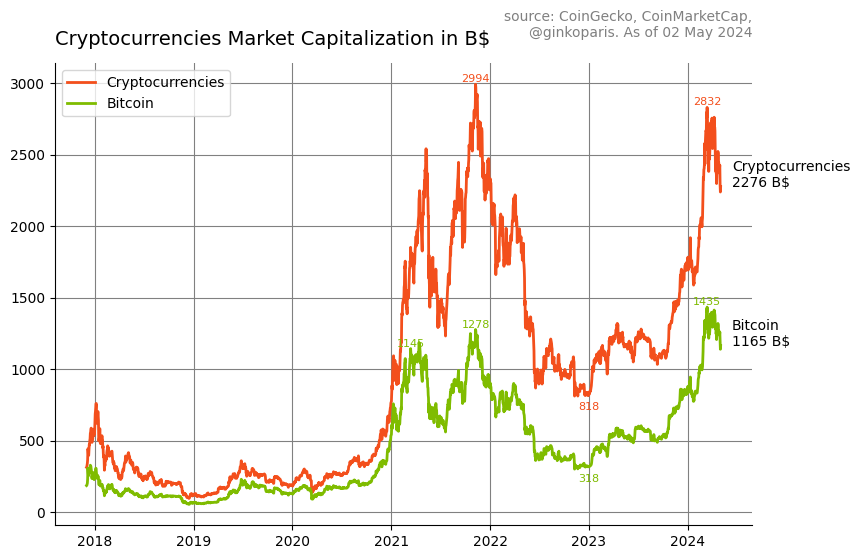 source: CoinGecko, CoinMarketCap,
@ginkoparis. As of 02 May 2024
Cryptocurrencies Market Capitalization in B$
Cryptocurrencies
Bitcoin
3000
2500
2000
1500
1000
500
0
2994
2832
1145
1278
1435
818
318
Cryptocurrencies
2276 B$
Bitcoin
1165 B$
2018 2019 2020 2021 2022 2023 2024